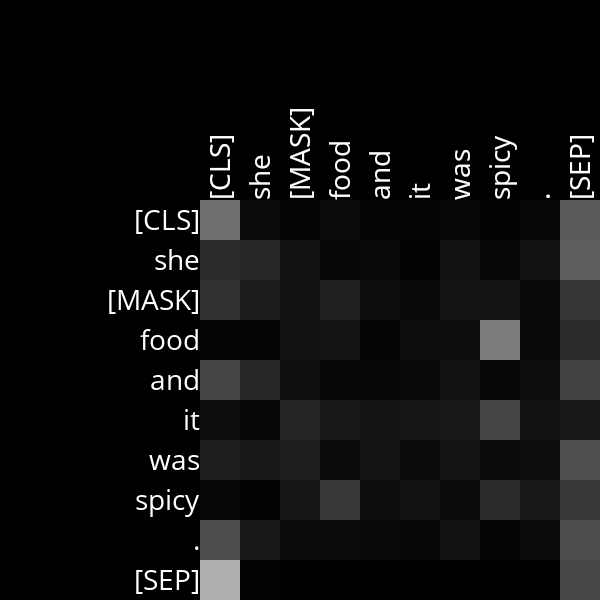 [CLS] she [MASK] food and it was spicy . [SEP]
[CLS]
she
[MASK]
food
and
it
was
spicy
.
[SEP]